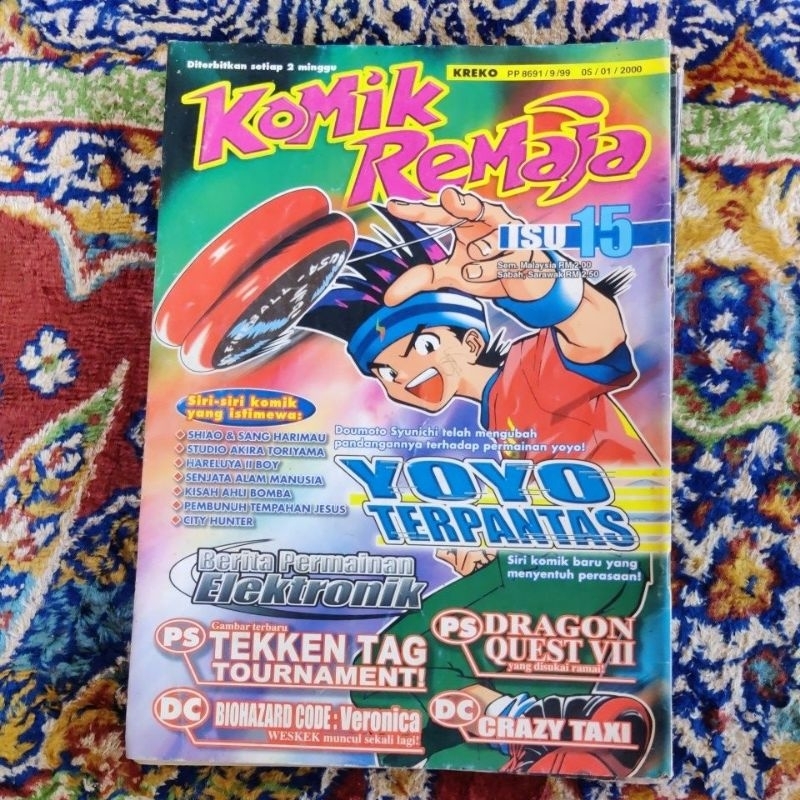 Diterbitkan setiap 2 minggu
KREKO PP 8691/9/99 05/01/2000
KOMIK
REMAJA
ISU 15
Sem. Malaysia RM 2.00
Sabah, Sarawak RM 2.50
Siri-siri komik
yang istimewa:
SHIAO & SANG HARIMAU
STUDIO AKIRA TORIYAMA
HARELUYA II BOY
SENJATA ALAM MANUSIA
KISAH AHLI BOMBA
PEMBUNUH TEMPAHAN JESUS
CITY HUNTER
Doumoto Syunichi telah mengubah
pandangannya terhadap permainan yoyo!
YOYO
TERPANTAS
Siri komik baru yang
menyentuh perasaan!
Berita Permainan
Elektronik
PS
Gambar terbaru
TEKKEN TAG
TOURNAMENT!
PS
DRAGON
QUEST VII
yang disukai ramai!
DC
BIOHAZARD CODE: Veronica
WESKEK muncul sekali lagi!
DC
CRAZY TAXI